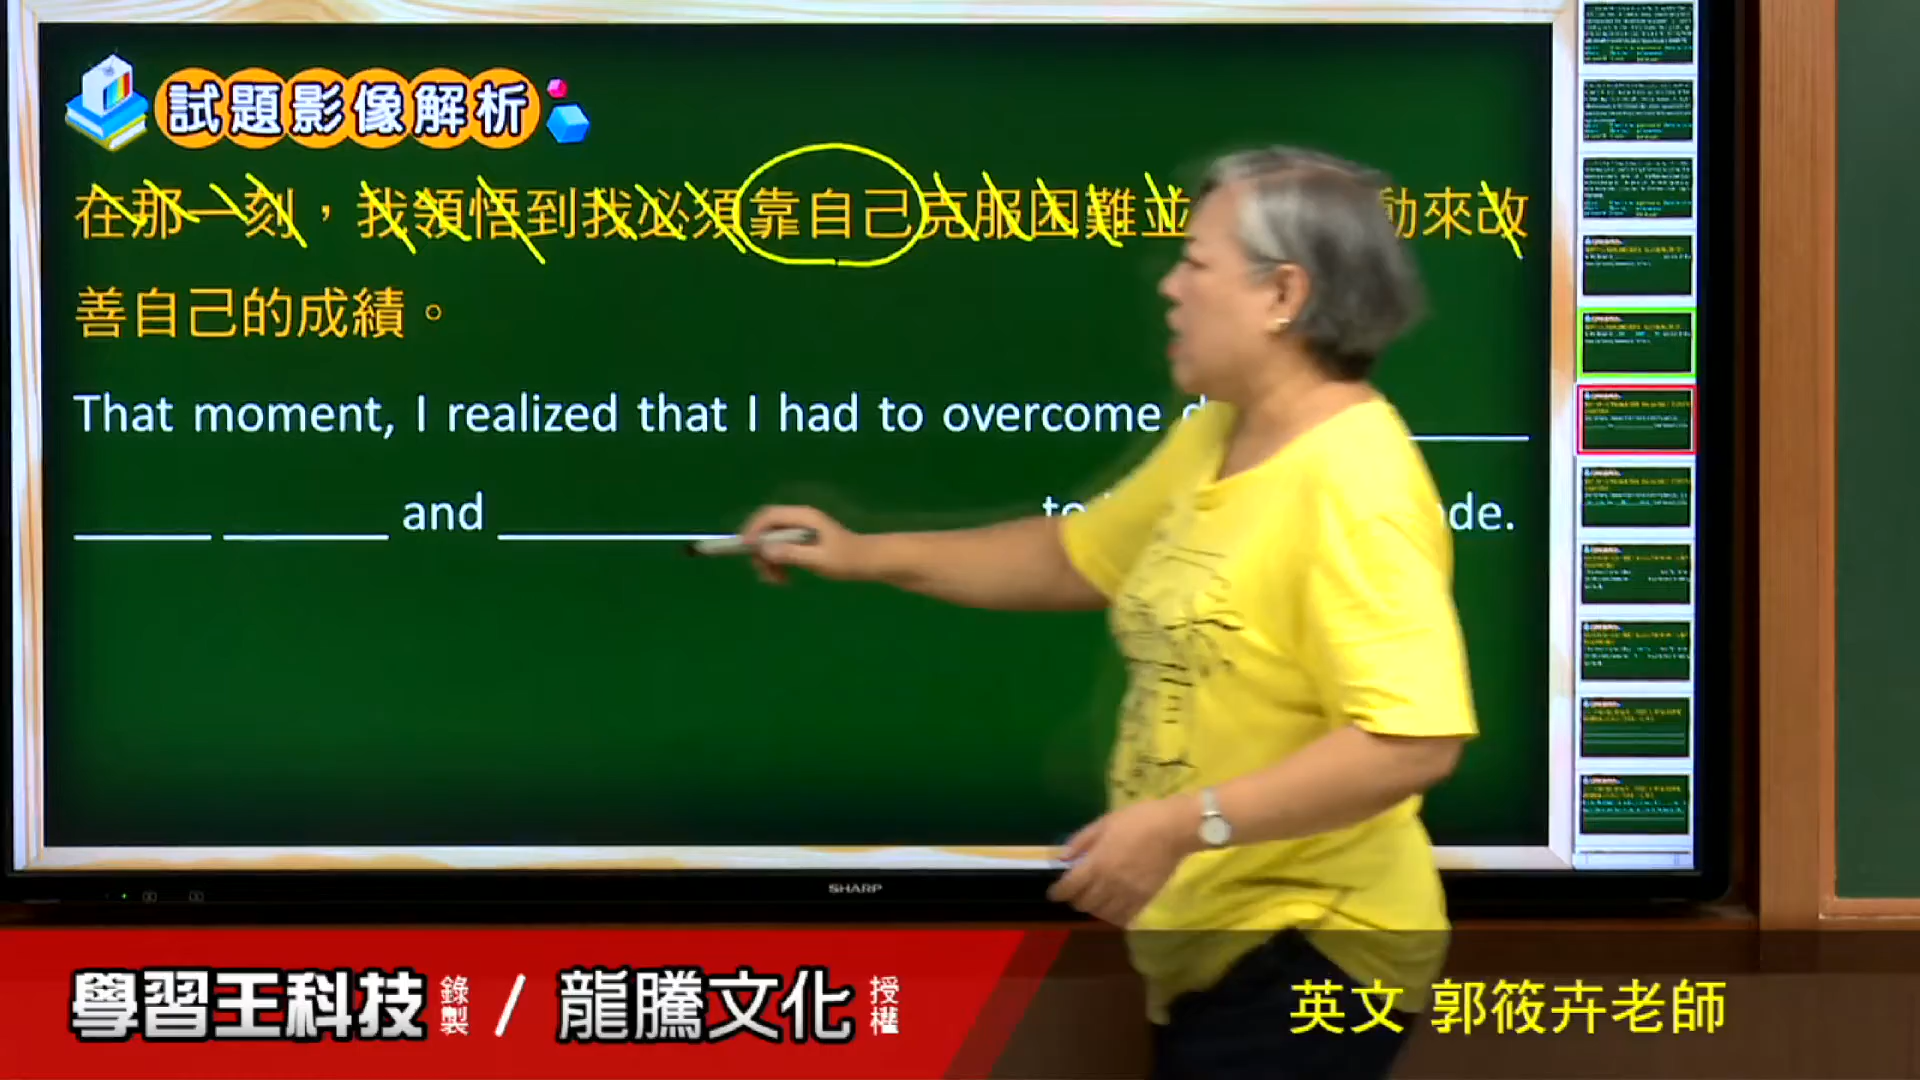 試題影像解析
在那一刻，我領悟到我必須靠自己克服困難並動來改
善自己的成績。
That moment, I realized that I had to overcome
and de.
SHARP
學習王科技 錄製 / 龍騰文化 授權
英文 郭筱卉老師